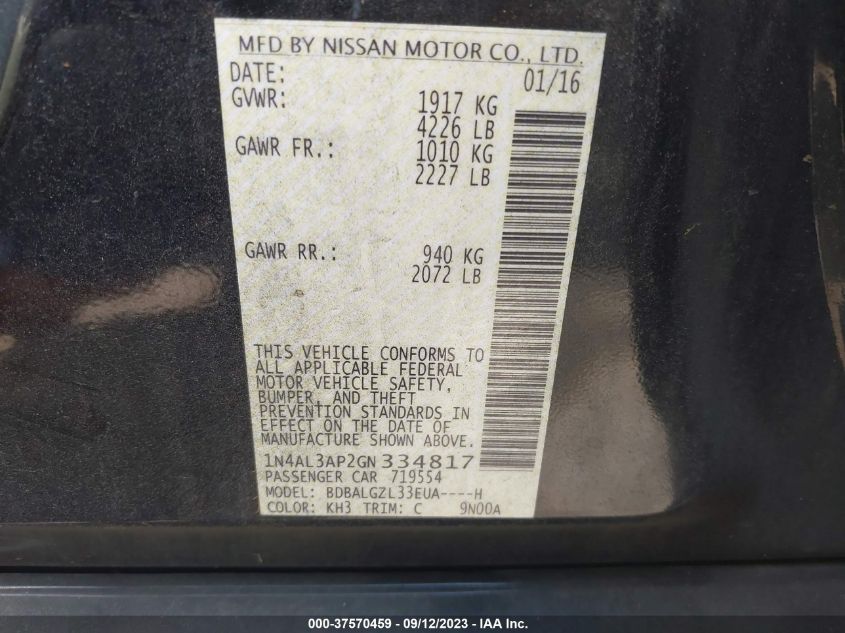 MFD BY NISSAN MOTOR CO., LTD.
DATE: 01/16
GVWR: 1917 KG
4226 LB
GAWR FR.: 1010 KG
2227 LB
GAWR RR.: 940 KG
2072 LB
THIS VEHICLE CONFORMS TO
ALL APPLICABLE FEDERAL
MOTOR VEHICLE SAFETY,
BUMPER, AND THEFT
PREVENTION STANDARDS IN
EFFECT ON THE DATE OF
MANUFACTURE SHOWN ABOVE.
1N4AL3AP2GN334817
PASSENGER CAR 719554
MODEL: BDBALGZL33EUA----H
COLOR: KH3 TRIM: C 9N00A
000-37570459 - 09/12/2023 - IAA Inc.